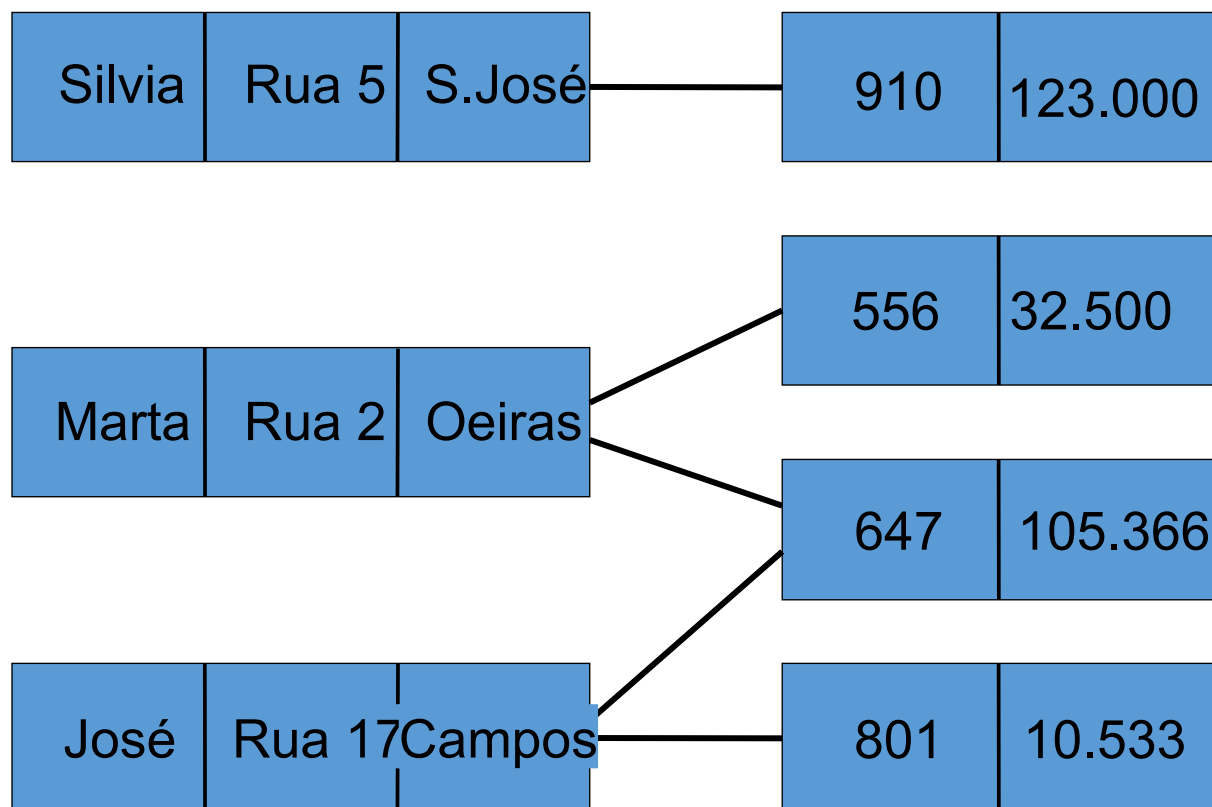 Silvia Rua 5 S.José 910 123.000
556 32.500
Marta Rua 2 Oeiras
647 105.366
José Rua 17 Campos 801 10.533